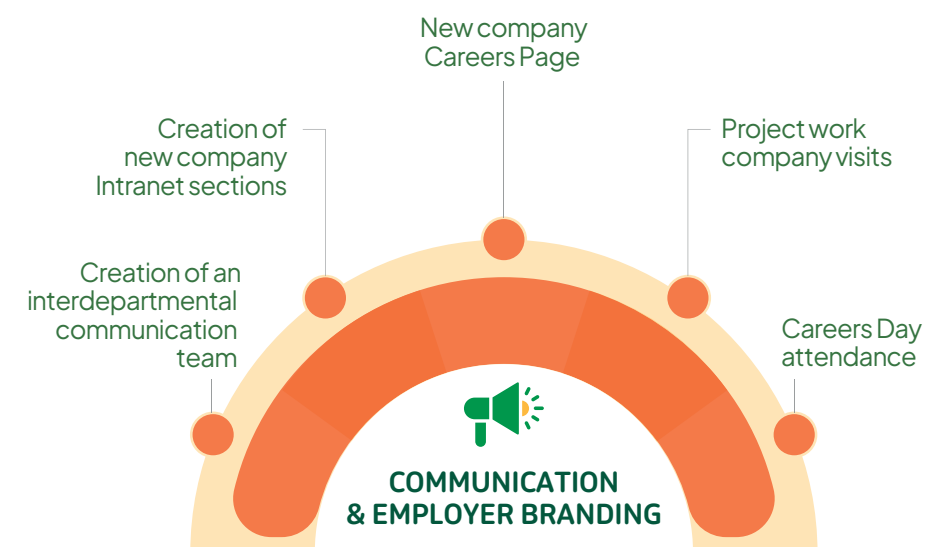 New company
Careers Page
Creation of
new company
Intranet sections
Project work
company visits
Creation of an
interdepartmental
communication
team
Careers Day
attendance
COMMUNICATION
& EMPLOYER BRANDING